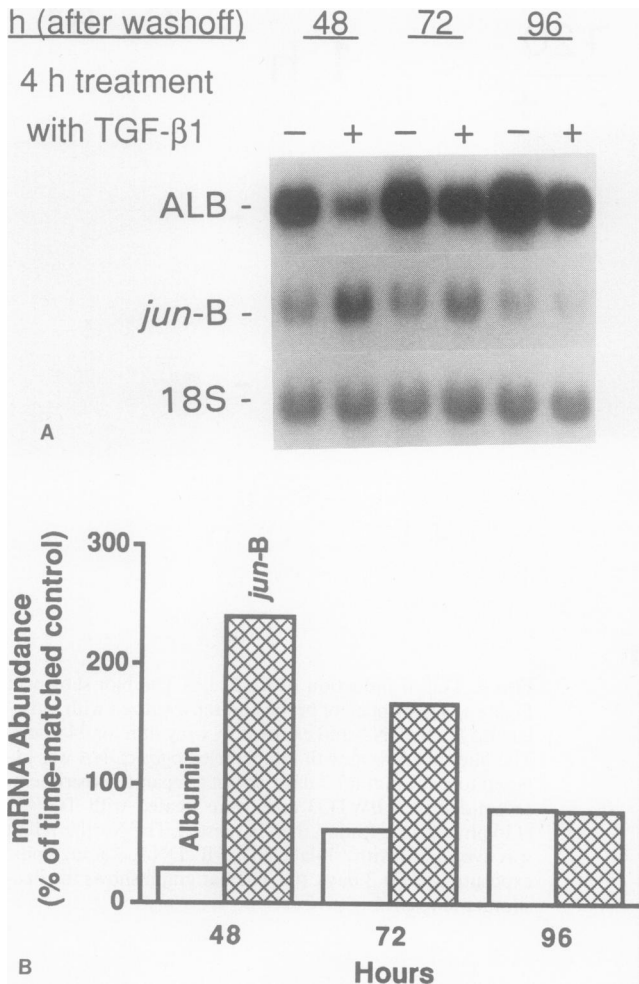 h (after washoff) 48 72 96
4 h treatment
with TGF-β1 − + − + − +
ALB -
jun-B -
18S -
A
mRNA Abundance
(% of time-matched control)
300
200
100
0
Albumin
jun-B
48 72 96
Hours
B